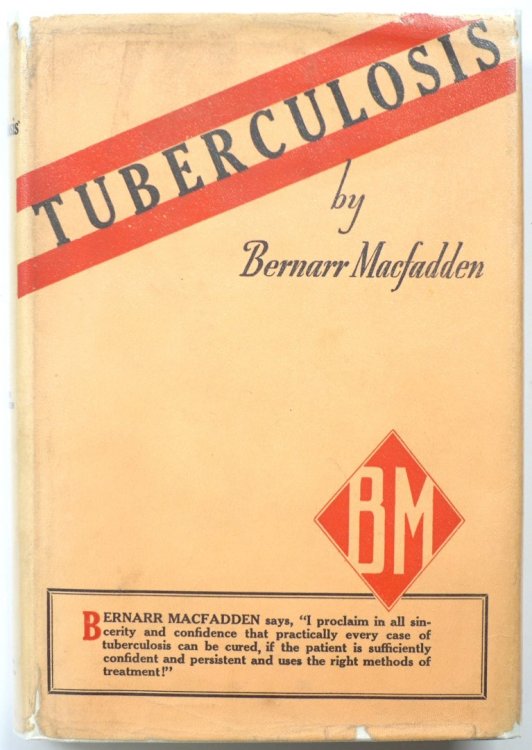 TUBERCULOSIS
by
Bernarr Macfadden
BM
BERNARR MACFADDEN says, "I proclaim in all sin-
cerity and confidence that practically every case of
tuberculosis can be cured, if the patient is sufficiently
confident and persistent and uses the right methods of
treatment!"